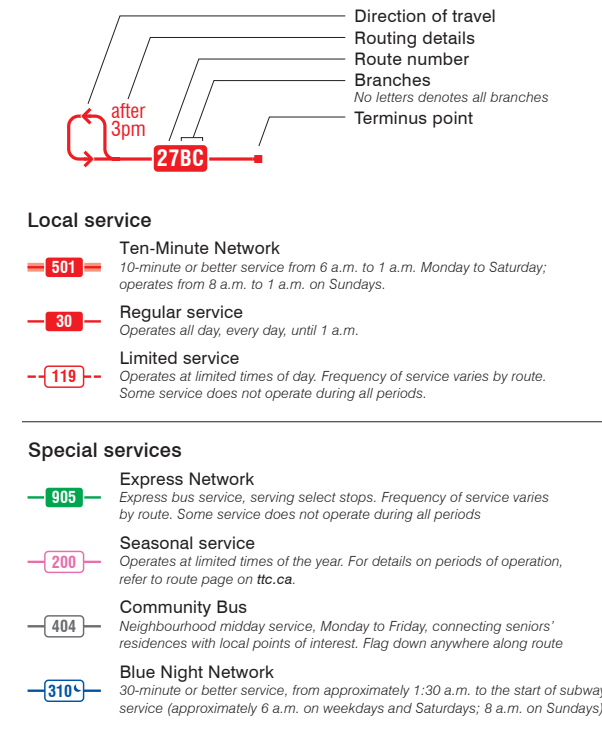 Direction of travel
Routing details
Route number
Branches
No letters denotes all branches
Terminus point
after
3pm
27BC
Local service
Ten-Minute Network
501
10-minute or better service from 6 a.m. to 1 a.m. Monday to Saturday;
operates from 8 a.m. to 1 a.m. on Sundays.
Regular service
30
Operates all day, every day, until 1 a.m.
Limited service
119
Operates at limited times of day. Frequency of service varies by route.
Some service does not operate during all periods.
Special services
Express Network
905
Express bus service, serving select stops. Frequency of service varies
by route. Some service does not operate during all periods
Seasonal service
200
Operates at limited times of the year. For details on periods of operation,
refer to route page on ttc.ca.
Community Bus
404
Neighbourhood midday service, Monday to Friday, connecting seniors'
residences with local points of interest. Flag down anywhere along route
Blue Night Network
310
30-minute or better service, from approximately 1:30 a.m. to the start of subway
service (approximately 6 a.m. on weekdays and Saturdays; 8 a.m. on Sundays)